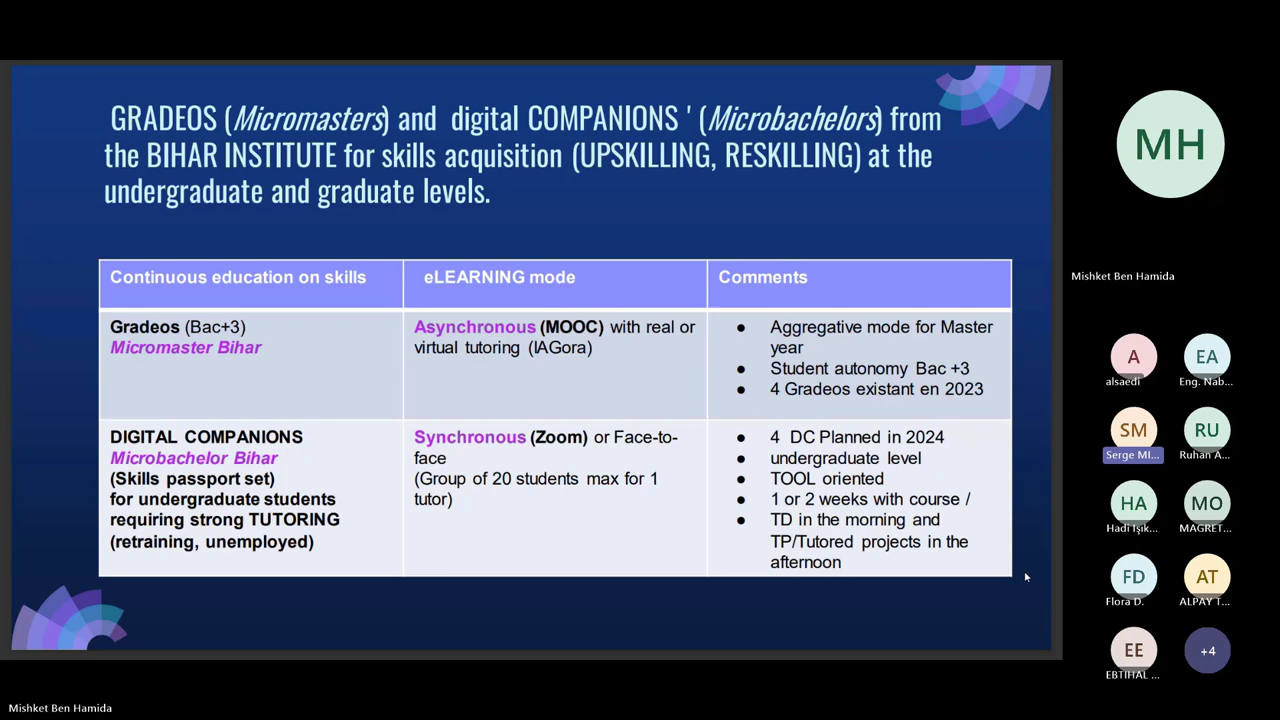 GRADEOS (Micromasters) and digital COMPANIONS ' (Microbachelors) from
the BIHAR INSTITUTE for skills acquisition (UPSKILLING, RESKILLING) at the
undergraduate and graduate levels.
Continuous education on skills
eLEARNING mode
Comments
Gradeos (Bac+3)
Micromaster Bihar
Asynchronous (MOOC) with real or
virtual tutoring (IAGora)
● Aggregative mode for Master
year
● Student autonomy Bac +3
● 4 Gradeos existant en 2023
DIGITAL COMPANIONS
Microbachelor Bihar
(Skills passport set)
for undergraduate students
requiring strong TUTORING
(retraining, unemployed)
Synchronous (Zoom) or Face-to-
face
(Group of 20 students max for 1
tutor)
● 4 DC Planned in 2024
● undergraduate level
● TOOL oriented
● 1 or 2 weeks with course /
● TD in the morning and
TP/Tutored projects in the
afternoon
MH
Mishket Ben Hamida
A
alsaedi
EA
Eng. Nab...
SM
Serge MI...
RU
Ruhan A...
HA
Hadi Işık...
MO
MAGRET...
FD
Flora D.
AT
ALPAY T...
EE
EBTIHAL ...
+4
Mishket Ben Hamida